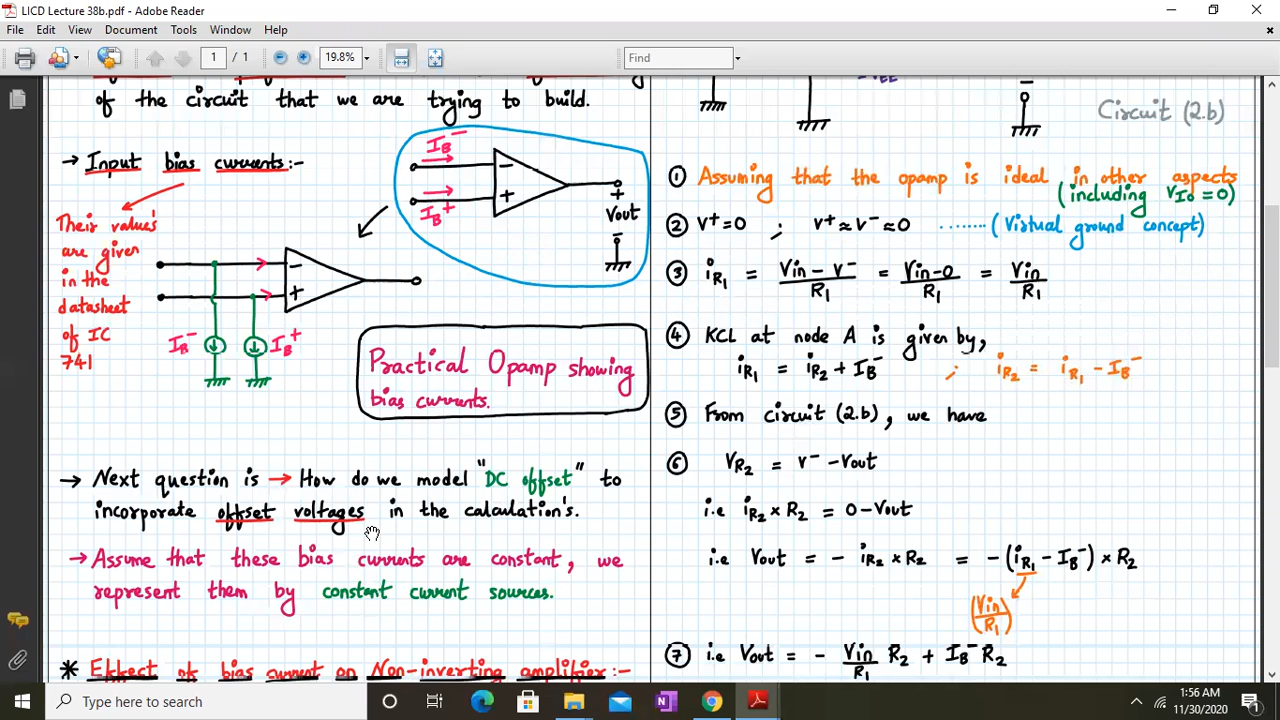 LICD Lecture 38b.pdf - Adobe Reader
File Edit View Document Tools Window Help
1 / 1 19.8% Find
of the circuit that we are trying to build.
→ Input bias currents:-
Their value's
are given
in the
datasheet
of IC
741
IB-
IB+
-
+
+
Vout
-
-
+
IB-
IB+
Practical Opamp showing
bias currents.
→ Next question is → How do we model "DC offset" to
incorporate offset voltages in the calculation's.
→ Assume that these bias currents are constant, we
represent them by constant current sources.
* Effect of bias current on Non-inverting amplifier:-
-VEE
-
Circuit (2.b)
① Assuming that the opamp is ideal in other aspects
(including VIO = 0)
② V+=0 ; V+≈V-≈0 ........(Virtual ground concept)
③ iR1 = Vin-V-/R1 = Vin-0/R1 = Vin/R1
④ KCL at node A is given by,
iR1 = iR2 + IB- ; iR2 = iR1 - IB-
⑤ From circuit (2.b), we have
⑥ VR2 = V- -Vout
i.e iR2 × R2 = 0-Vout
i.e Vout = - iR2 × R2 = -(iR1 - IB-) × R2
(Vin/R1)
⑦ i.e Vout = - Vin/R1 R2 + IB- R2
Type here to search
1:56 AM
11/30/2020
1